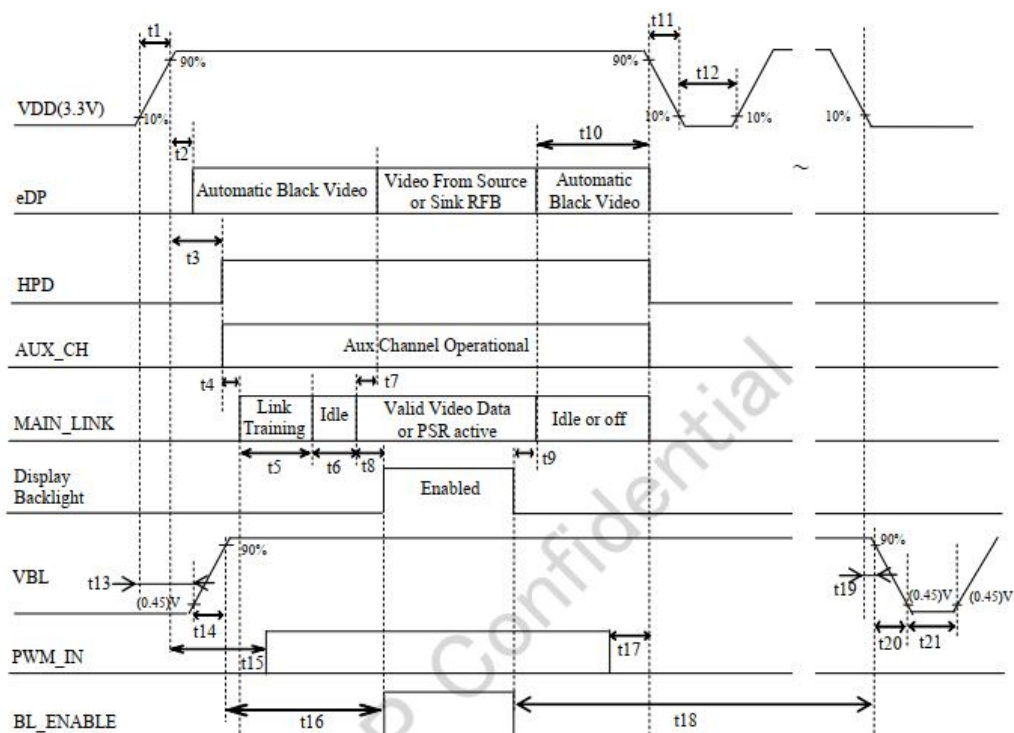 t1
t11
90%
90%
t12
VDD(3.3V)
10%
10%
10%
10%
t2
t10
~
eDP
Automatic Black Video
Video From Source
or Sink RFB
Automatic
Black Video
t3
HPD
AUX_CH
Aux Channel Operational
t4
t7
MAIN_LINK
Link
Training
Idle
Valid Video Data
or PSR active
Idle or off
t5
t6
t8
t9
Display
Backlight
Enabled
90%
90%
VBL
t13
t19
(0.45)V
(0.45)V
(0.45)V
t14
t20
t21
PWM_IN
t15
t17
t16
t18
BL_ENABLE
Confidential